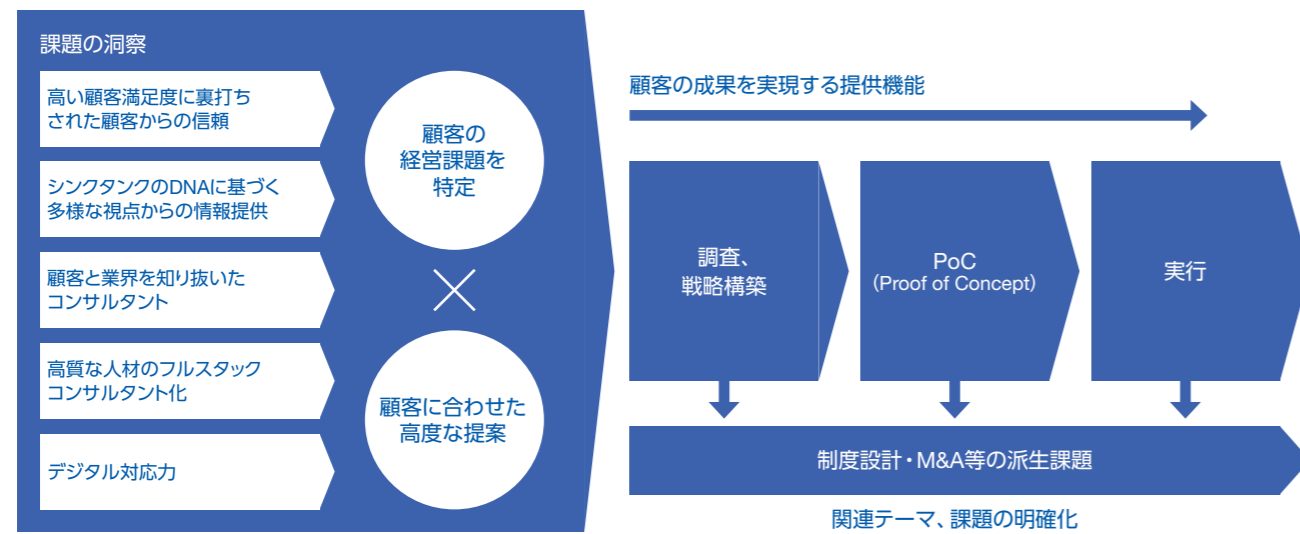 課題の洞察
高い顧客満足度に裏打ち
された顧客からの信頼
シンクタンクのDNAに基づく
多様な視点からの情報提供
顧客と業界を知り抜いた
コンサルタント
高質な人材のフルスタック
コンサルタント化
デジタル対応力
顧客の
経営課題を
特定
顧客に合わせた
高度な提案
顧客の成果を実現する提供機能
調査、
戦略構築
PoC
(Proof of Concept)
実行
制度設計・M&A等の派生課題
関連テーマ、課題の明確化